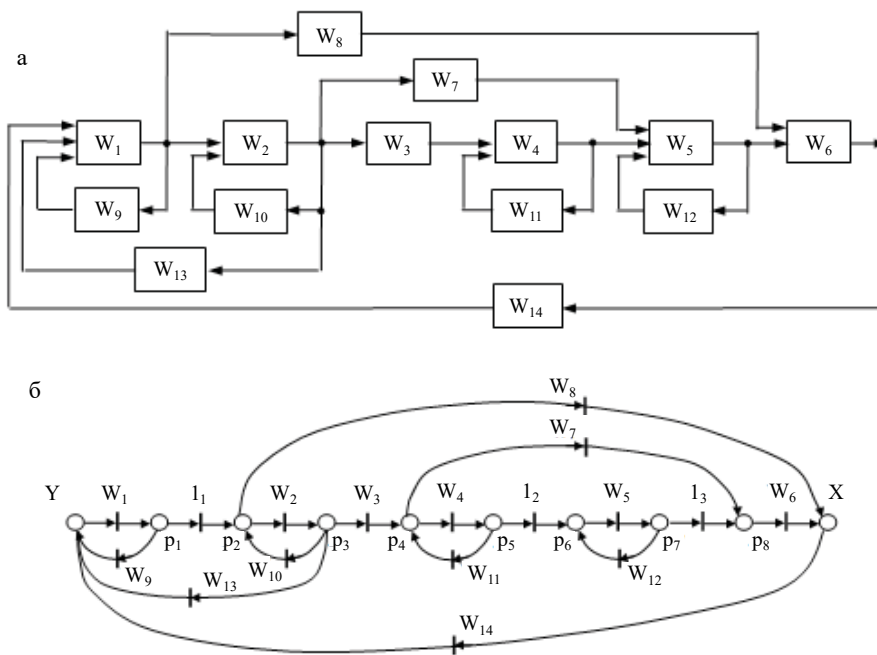 а
W₈
W₇
W₁
W₂
W₃
W₄
W₅
W₆
W₉
W₁₀
W₁₁
W₁₂
W₁₃
W₁₄
б
W₈
W₇
Y W₁ 1₁ W₂ W₃ W₄ 1₂ W₅ 1₃ W₆ X
p₁ p₂ p₃ p₄ p₅ p₆ p₇ p₈
W₉ W₁₃ W₁₀ W₁₁ W₁₂
W₁₄